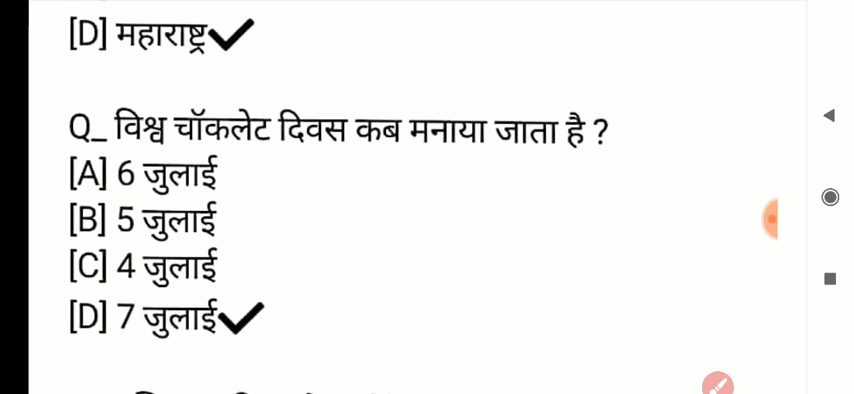 [D] महाराष्ट्र✔
Q_ विश्व चॉकलेट दिवस कब मनाया जाता है ?
[A] 6 जुलाई
[B] 5 जुलाई
[C] 4 जुलाई
[D] 7 जुलाई✔